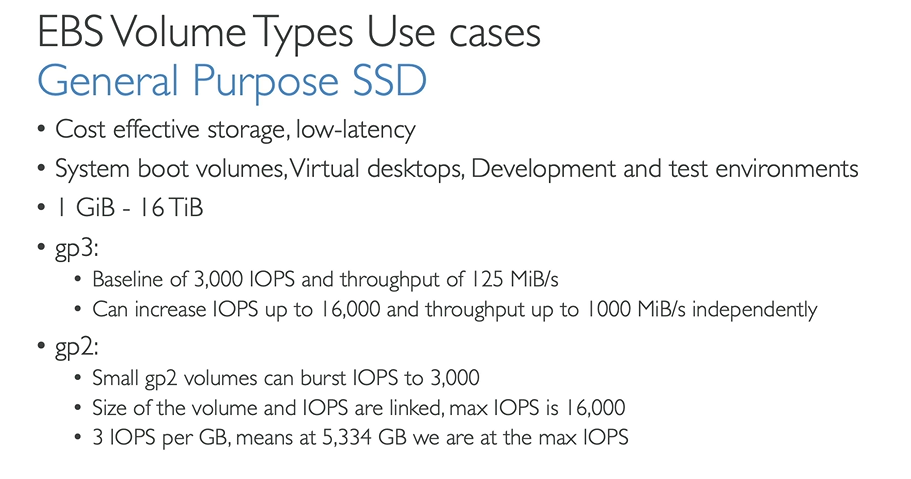 EBS Volume Types Use cases
General Purpose SSD
• Cost effective storage, low-latency
• System boot volumes, Virtual desktops, Development and test environments
• 1 GiB - 16 TiB
• gp3:
• Baseline of 3,000 IOPS and throughput of 125 MiB/s
• Can increase IOPS up to 16,000 and throughput up to 1000 MiB/s independently
• gp2:
• Small gp2 volumes can burst IOPS to 3,000
• Size of the volume and IOPS are linked, max IOPS is 16,000
• 3 IOPS per GB, means at 5,334 GB we are at the max IOPS